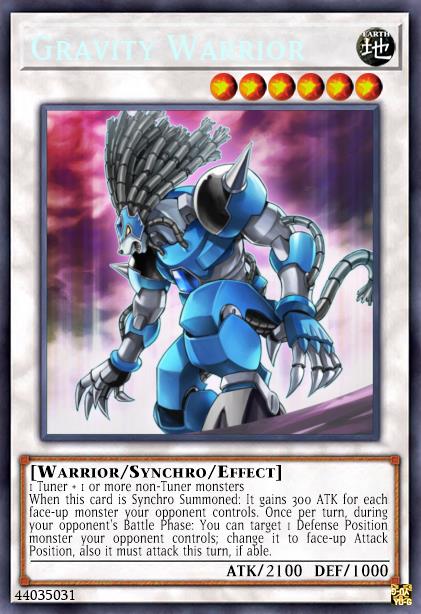 Gravity Warrior
EARTH
地
[Warrior/Synchro/Effect]
1 Tuner + 1 or more non-Tuner monsters
When this card is Synchro Summoned: It gains 300 ATK for each
face-up monster your opponent controls. Once per turn, during
your opponent's Battle Phase: You can target 1 Defense Position
monster your opponent controls; change it to face-up Attack
Position, also it must attack this turn, if able.
ATK/2100 DEF/1000
44035031